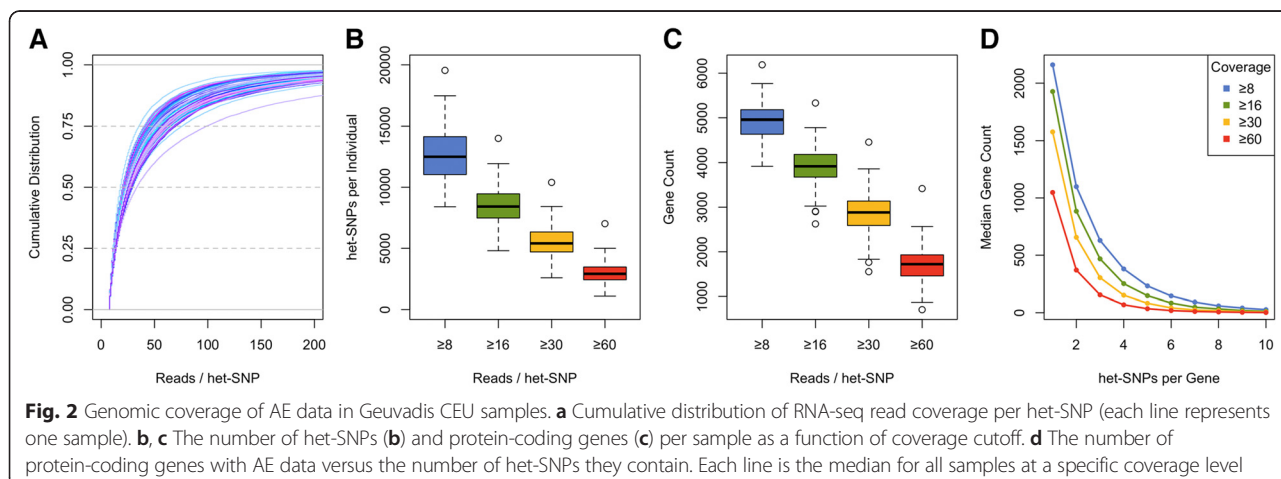 A
B
C
D
Cumulative Distribution
1.00
0.75
0.50
0.25
0.00
0 50 100 150 200
Reads / het-SNP
het-SNPs per Individual
20000
15000
10000
5000
0
≥8 ≥16 ≥30 ≥60
Reads / het-SNP
Gene Count
6000
5000
4000
3000
2000
1000
≥8 ≥16 ≥30 ≥60
Reads / het-SNP
Median Gene Count
2000
1500
1000
500
0
2 4 6 8 10
het-SNPs per Gene
Coverage
≥8
≥16
≥30
≥60
Fig. 2 Genomic coverage of AE data in Geuvadis CEU samples. a Cumulative distribution of RNA-seq read coverage per het-SNP (each line represents
one sample). b, c The number of het-SNPs (b) and protein-coding genes (c) per sample as a function of coverage cutoff. d The number of
protein-coding genes with AE data versus the number of het-SNPs they contain. Each line is the median for all samples at a specific coverage level